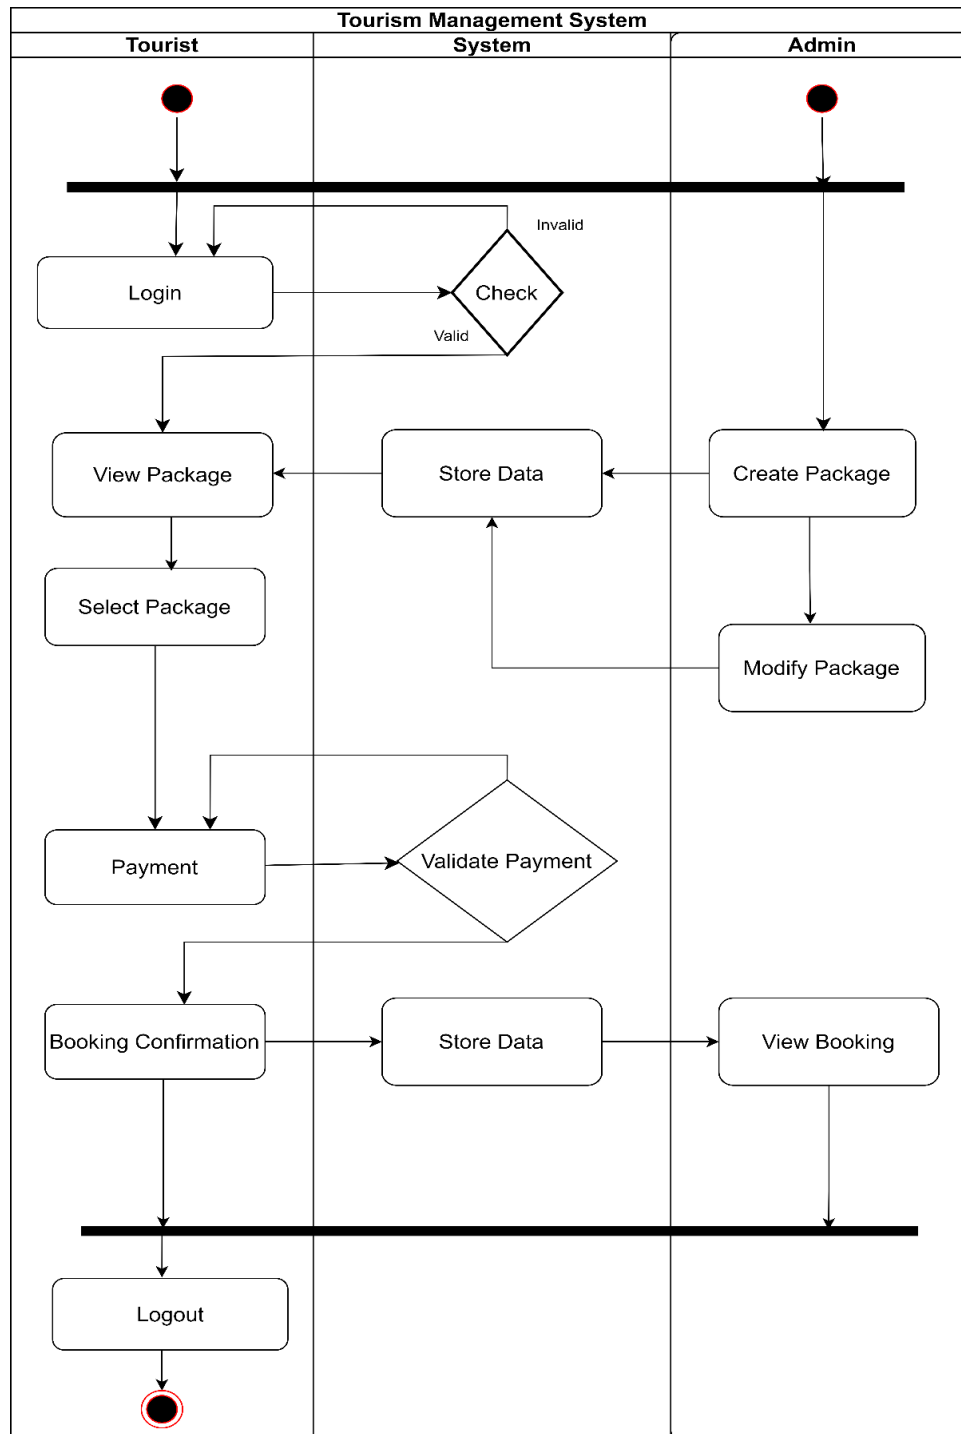 Tourism Management System
Tourist
System
Admin
Invalid
Login
Check
Valid
View Package
Store Data
Create Package
Select Package
Modify Package
Payment
Validate Payment
Booking Confirmation
Store Data
View Booking
Logout